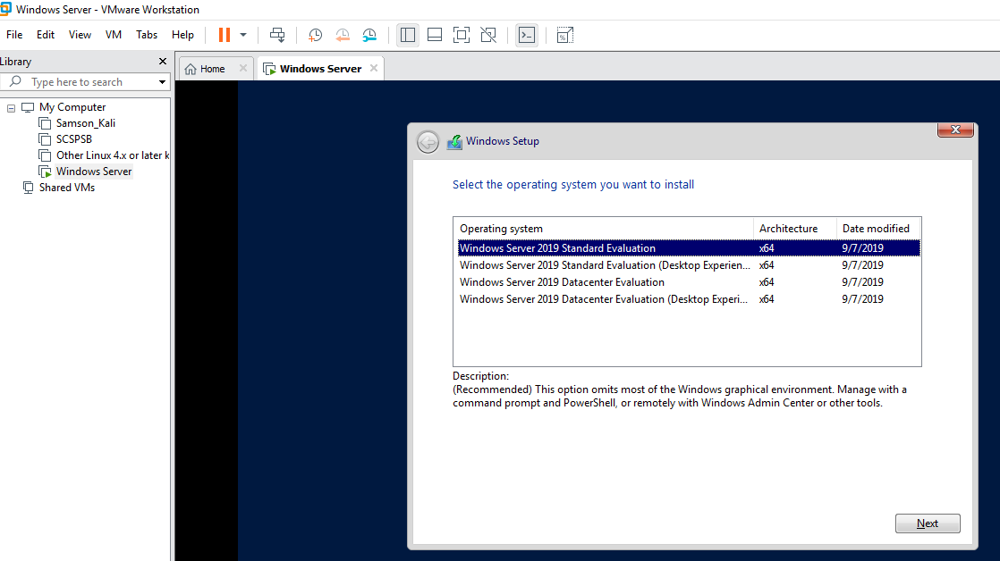 Windows Server - VMware Workstation
File Edit View VM Tabs Help
Library
Type here to search
My Computer
Samson_Kali
SCSPSB
Other Linux 4.x or later k
Windows Server
Shared VMs
Home
Windows Server
Windows Setup
Select the operating system you want to install
Operating system Architecture Date modified
Windows Server 2019 Standard Evaluation x64 9/7/2019
Windows Server 2019 Standard Evaluation (Desktop Experien... x64 9/7/2019
Windows Server 2019 Datacenter Evaluation x64 9/7/2019
Windows Server 2019 Datacenter Evaluation (Desktop Experi... x64 9/7/2019
Description:
(Recommended) This option omits most of the Windows graphical environment. Manage with a
command prompt and PowerShell, or remotely with Windows Admin Center or other tools.
Next